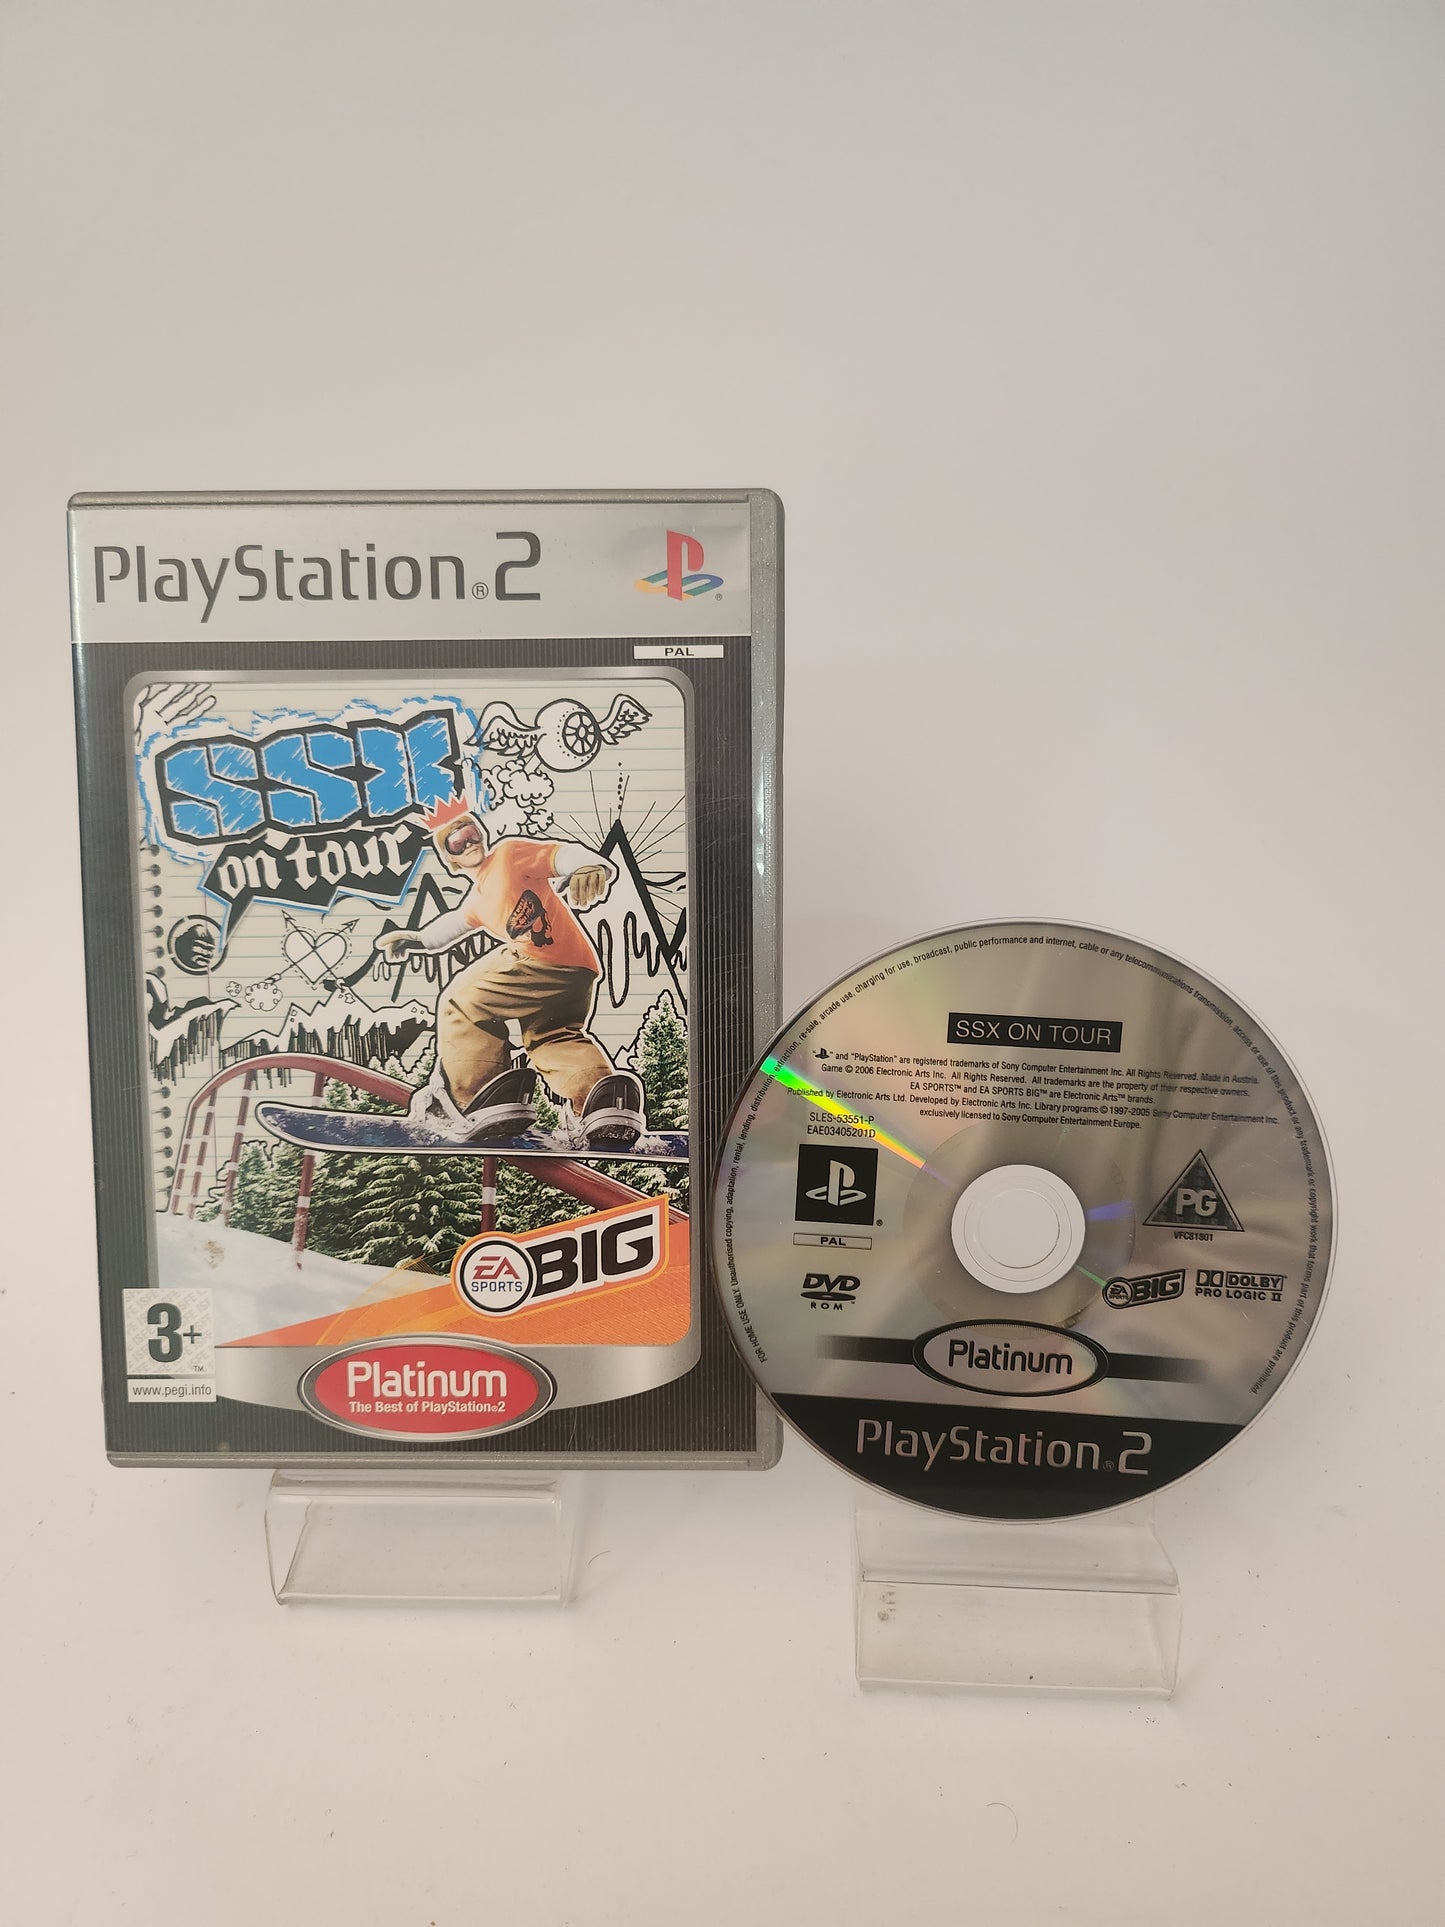 PlayStation®2
PAL
SSX
on tour
EA
SPORTS
BIG
3+
TM
www.pegi.info
Platinum
The Best of PlayStation®2
FOR HOME USE ONLY. Unauthorised copying, adaptation, rental, lending, distribution, extraction, re-sale, arcade use, charging for use, broadcast, public performance and internet, cable or any telecommunications transmission, access or use of this product or any trademark or copyright work that forms part of this product are prohibited.
SSX ON TOUR
" " and "PlayStation" are registered trademarks of Sony Computer Entertainment Inc. All Rights Reserved. Made in Austria.
Game © 2006 Electronic Arts Inc. All Rights Reserved. All trademarks are the property of their respective owners.
EA SPORTS™ and EA SPORTS BIG™ are Electronic Arts™ brands.
Published by Electronic Arts Ltd. Developed by Electronic Arts Inc. Library programs © 1997-2005 Sony Computer Entertainment Inc.
exclusively licensed to Sony Computer Entertainment Europe.
SLES-53551-P
EAE03405201D
PAL
PG
VFC81801
DVD
ROM
EA
SPORTS
BIG
DOLBY
PRO LOGIC II
Platinum
PlayStation®2